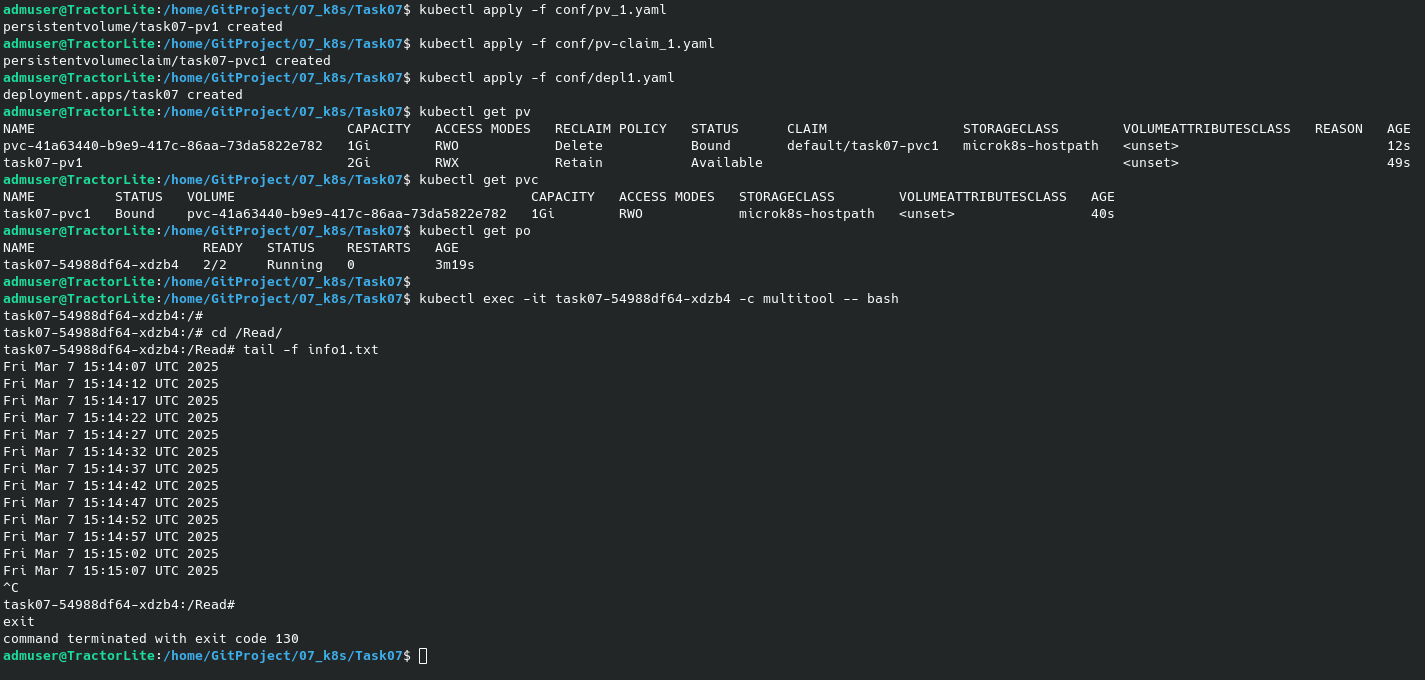 admuser@TractorLite:/home/GitProject/07_k8s/Task07$ kubectl apply -f conf/pv_1.yaml
persistentvolume/task07-pv1 created
admuser@TractorLite:/home/GitProject/07_k8s/Task07$ kubectl apply -f conf/pv-claim_1.yaml
persistentvolumeclaim/task07-pvc1 created
admuser@TractorLite:/home/GitProject/07_k8s/Task07$ kubectl apply -f conf/depl1.yaml
deployment.apps/task07 created
admuser@TractorLite:/home/GitProject/07_k8s/Task07$ kubectl get pv
NAME                                       CAPACITY   ACCESS MODES   RECLAIM POLICY   STATUS      CLAIM                 STORAGECLASS        VOLUMEATTRIBUTESCLASS   REASON   AGE
pvc-41a63440-b9e9-417c-86aa-73da5822e782   1Gi        RWO            Delete           Bound       default/task07-pvc1   microk8s-hostpath   <unset>                          12s
task07-pv1                                 2Gi        RWX            Retain           Available                                             <unset>                          49s
admuser@TractorLite:/home/GitProject/07_k8s/Task07$ kubectl get pvc
NAME          STATUS   VOLUME                                     CAPACITY   ACCESS MODES   STORAGECLASS        VOLUMEATTRIBUTESCLASS   AGE
task07-pvc1   Bound    pvc-41a63440-b9e9-417c-86aa-73da5822e782   1Gi        RWO            microk8s-hostpath   <unset>                 40s
admuser@TractorLite:/home/GitProject/07_k8s/Task07$ kubectl get po
NAME                     READY   STATUS    RESTARTS   AGE
task07-54988df64-xdzb4   2/2     Running   0          3m19s
admuser@TractorLite:/home/GitProject/07_k8s/Task07$
admuser@TractorLite:/home/GitProject/07_k8s/Task07$ kubectl exec -it task07-54988df64-xdzb4 -c multitool -- bash
task07-54988df64-xdzb4:/#
task07-54988df64-xdzb4:/# cd /Read/
task07-54988df64-xdzb4:/Read# tail -f info1.txt
Fri Mar 7 15:14:07 UTC 2025
Fri Mar 7 15:14:12 UTC 2025
Fri Mar 7 15:14:17 UTC 2025
Fri Mar 7 15:14:22 UTC 2025
Fri Mar 7 15:14:27 UTC 2025
Fri Mar 7 15:14:32 UTC 2025
Fri Mar 7 15:14:37 UTC 2025
Fri Mar 7 15:14:42 UTC 2025
Fri Mar 7 15:14:47 UTC 2025
Fri Mar 7 15:14:52 UTC 2025
Fri Mar 7 15:14:57 UTC 2025
Fri Mar 7 15:15:02 UTC 2025
Fri Mar 7 15:15:07 UTC 2025
^C
task07-54988df64-xdzb4:/Read#
exit
command terminated with exit code 130
admuser@TractorLite:/home/GitProject/07_k8s/Task07$